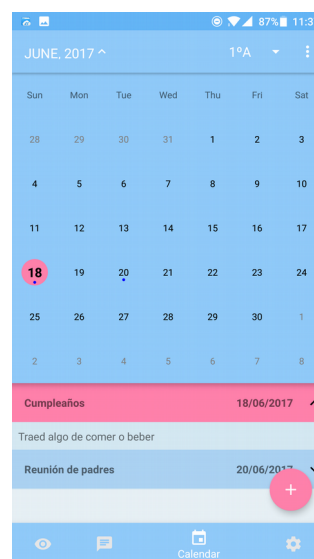 87% 11:3
JUNE, 2017 1ºA
Sun Mon Tue Wed Thu Fri Sat
28 29 30 31 1 2 3
4 5 6 7 8 9 10
11 12 13 14 15 16 17
18 19 20 21 22 23 24
25 26 27 28 29 30 1
2 3 4 5 6 7 8
Cumpleaños 18/06/2017
Traed algo de comer o beber
Reunión de padres 20/06/2017
+
Calendar